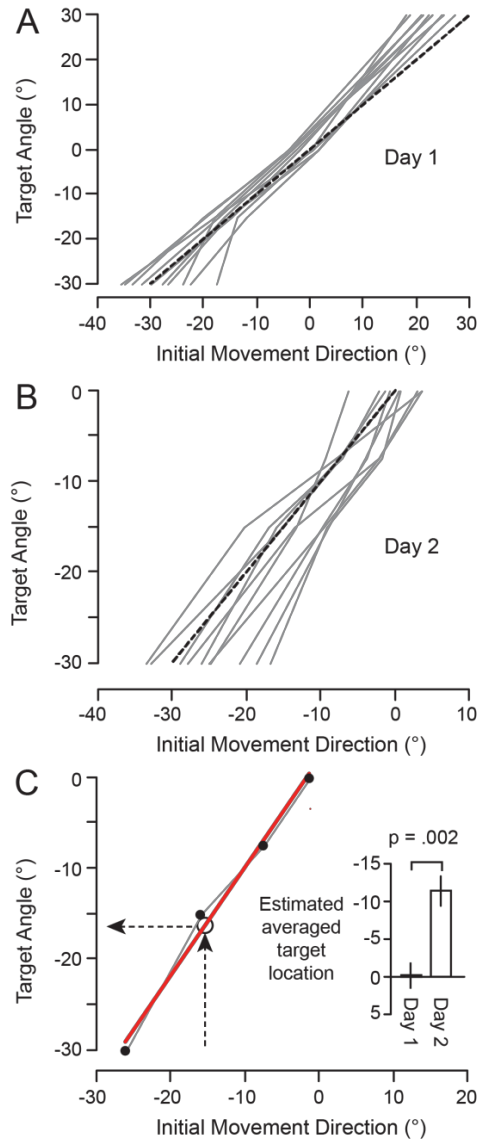 A
30
20
10
0
-10
-20
-30
Target Angle (°)
Day 1
-40 -30 -20 -10 0 10 20 30
Initial Movement Direction (°)
B
0
-10
-20
-30
Target Angle (°)
Day 2
-40 -30 -20 -10 0 10
Initial Movement Direction (°)
C
0
-10
-20
-30
Target Angle (°)
Estimated
averaged
target
location
p = .002
-15
-10
-5
0
5
Day 1
Day 2
-30 -20 -10 0 10
Initial Movement Direction (°)